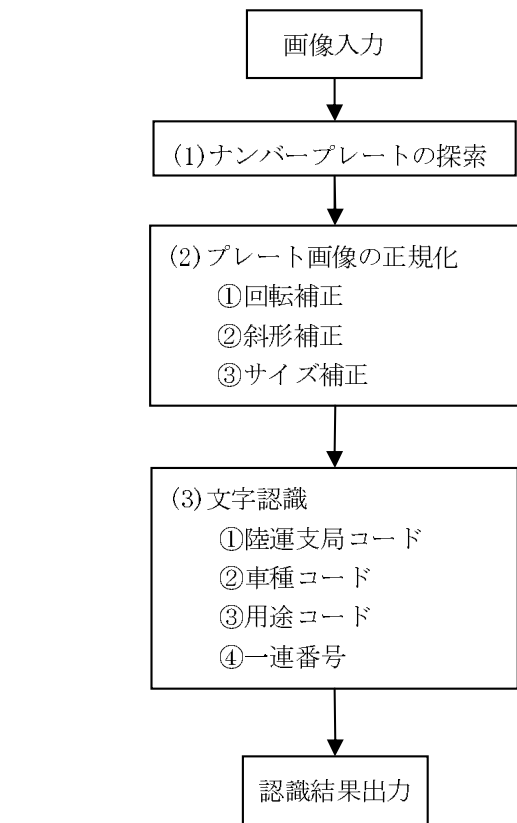 画像入力
(1)ナンバープレートの探索
(2)プレート画像の正規化
①回転補正
②斜形補正
③サイズ補正
(3)文字認識
①陸運支局コード
②車種コード
③用途コード
④一連番号
認識結果出力